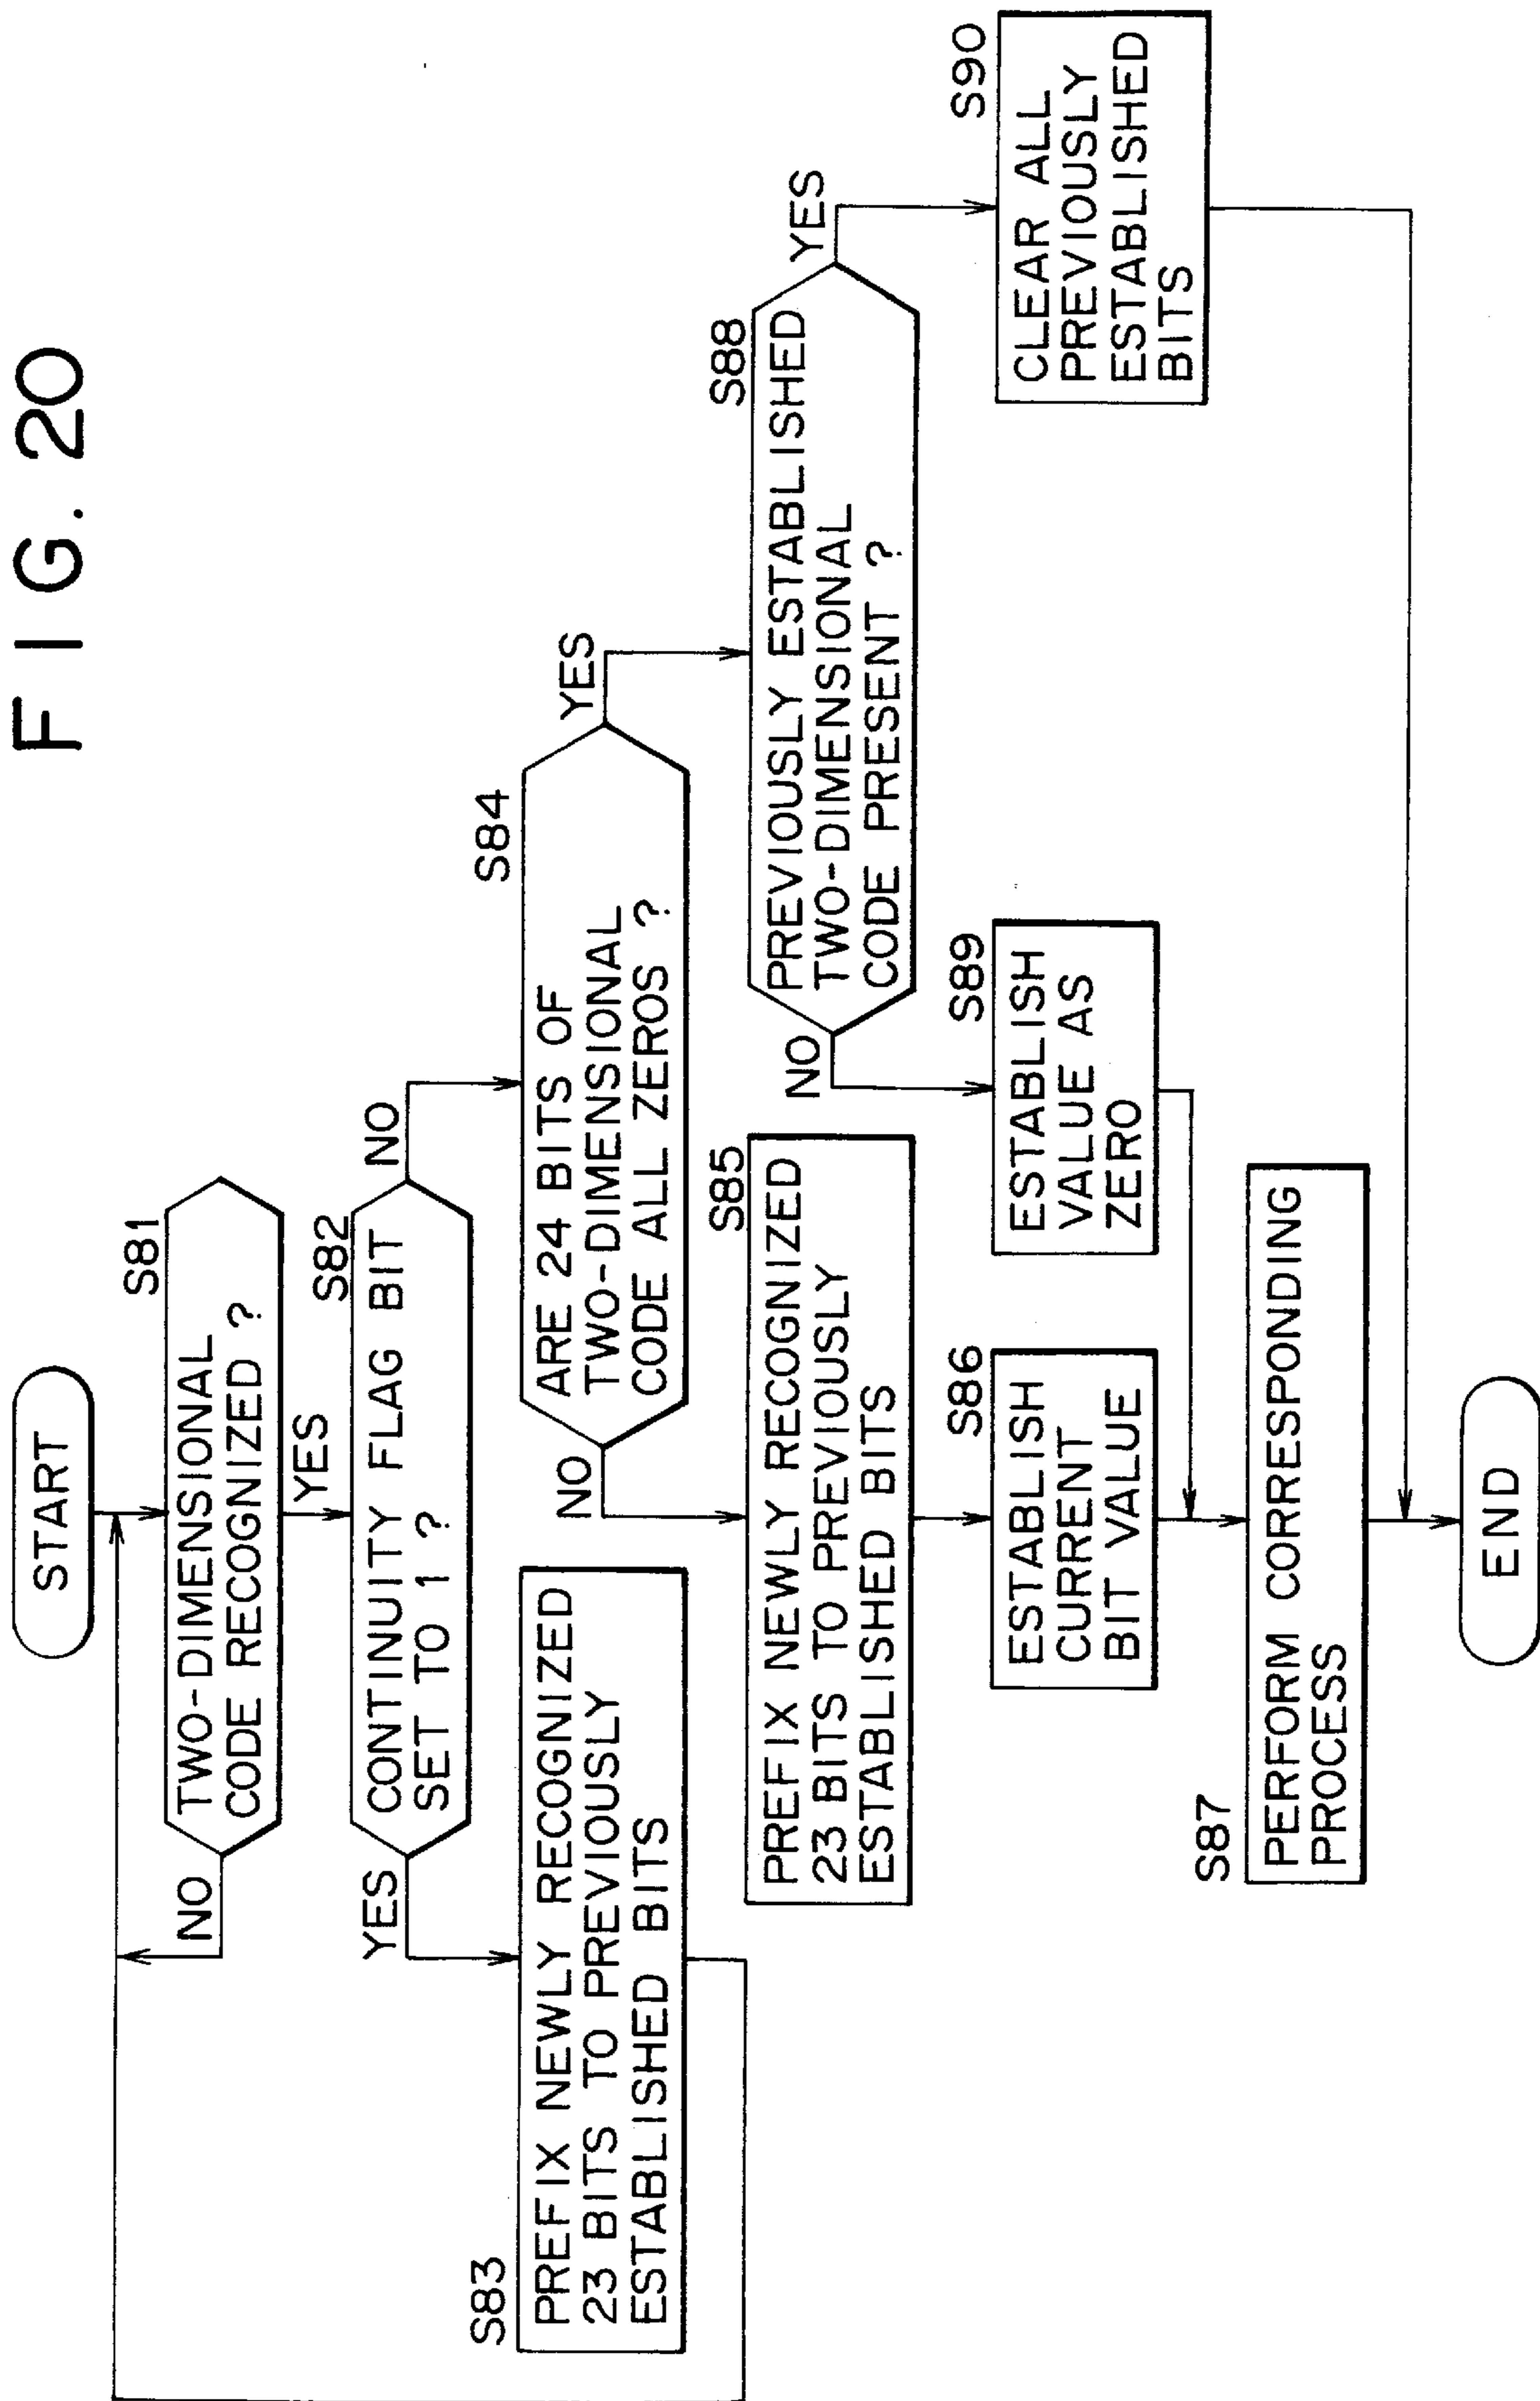 FIG. 20
START
S81
TWO-DIMENSIONAL
CODE RECOGNIZED ?
NO
YES
S82
CONTINUITY FLAG BIT
SET TO 1 ?
YES
NO
S83
PREFIX NEWLY RECOGNIZED
23 BITS TO PREVIOUSLY
ESTABLISHED BITS
S84
ARE 24 BITS OF
TWO-DIMENSIONAL
CODE ALL ZEROS ?
NO
YES
S85
PREFIX NEWLY RECOGNIZED
23 BITS TO PREVIOUSLY
ESTABLISHED BITS
S88
PREVIOUSLY ESTABLISHED
TWO-DIMENSIONAL
CODE PRESENT ?
NO
YES
S86
ESTABLISH
CURRENT
BIT VALUE
S89
ESTABLISH
VALUE AS
ZERO
S90
CLEAR ALL
PREVIOUSLY
ESTABLISHED
BITS
S87
PERFORM CORRESPONDING
PROCESS
END